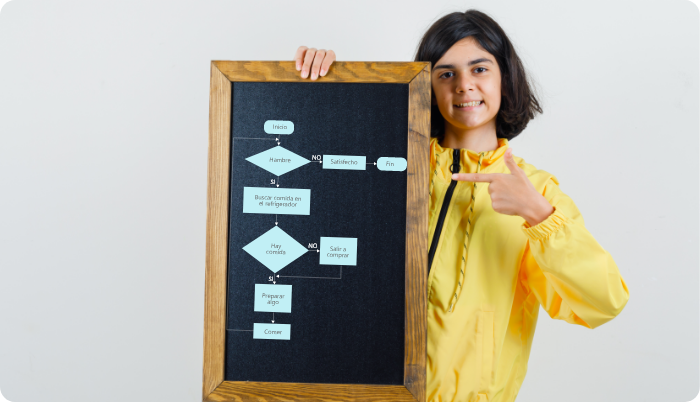 Inicio
Hambre
NO
Satisfecho
Fin
SI
Buscar comida en
el refrigerador
Hay
comida
NO
Salir a
comprar
SI
Preparar
algo
Comer